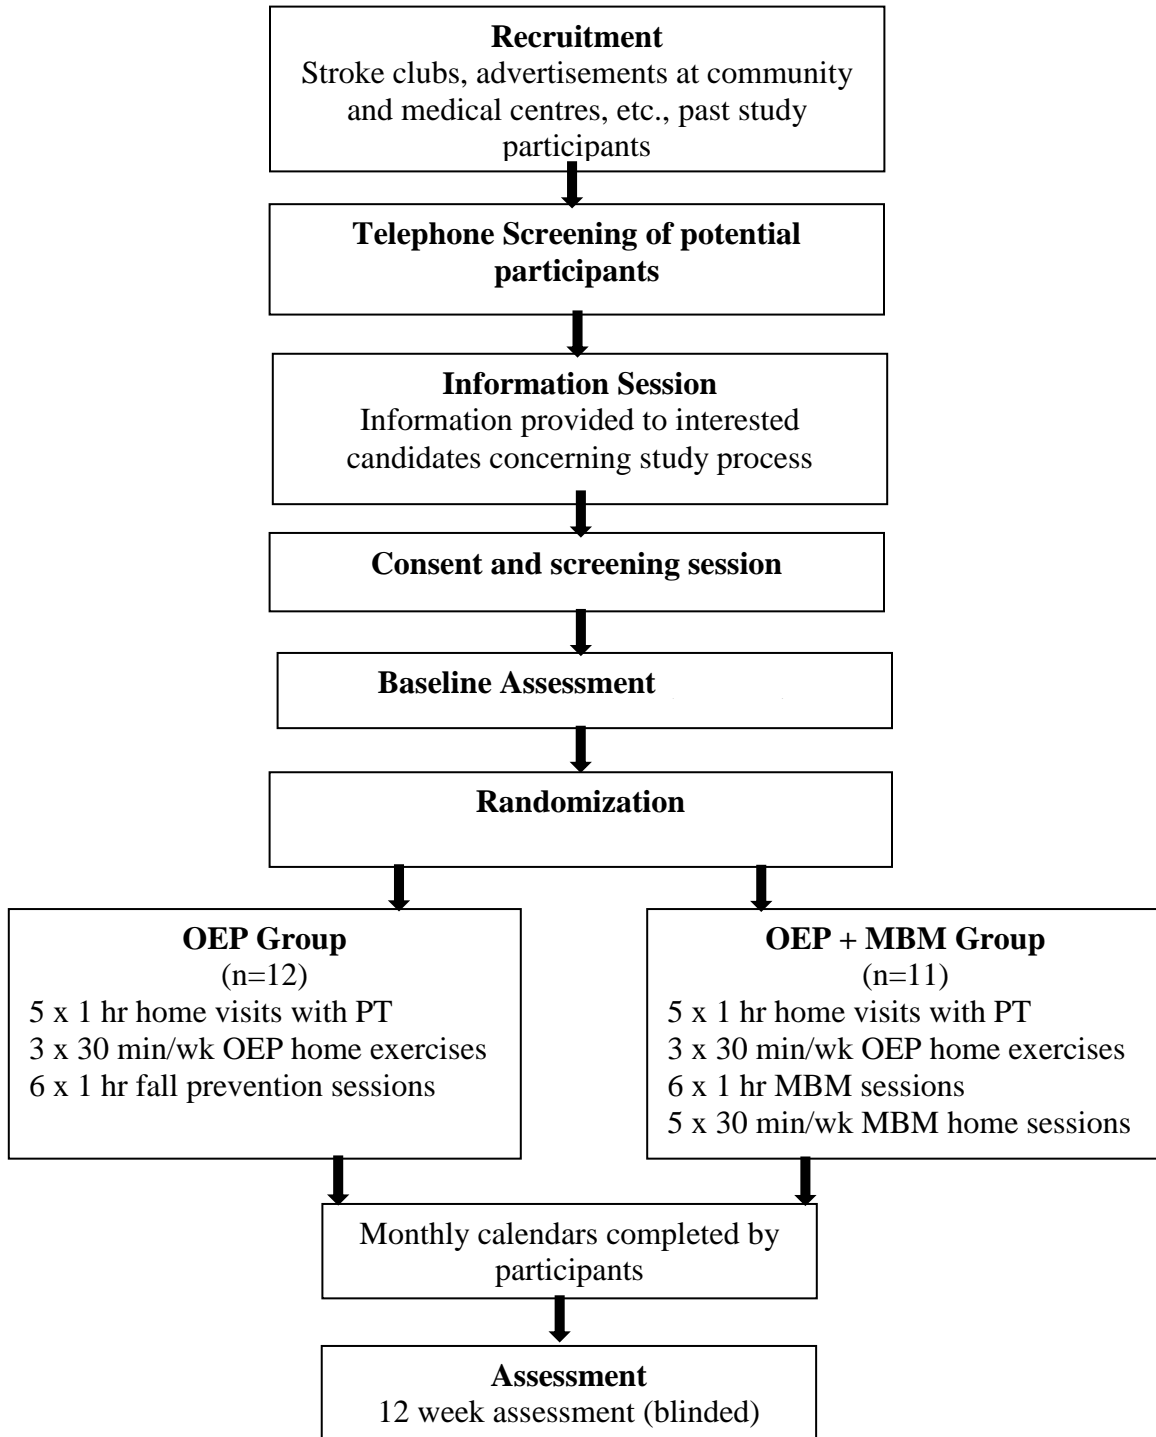 Recruitment
Stroke clubs, advertisements at community
and medical centres, etc., past study
participants
Telephone Screening of potential
participants
Information Session
Information provided to interested
candidates concerning study process
Consent and screening session
Baseline Assessment
Randomization
OEP Group
(n=12)
5 x 1 hr home visits with PT
3 x 30 min/wk OEP home exercises
6 x 1 hr fall prevention sessions
OEP + MBM Group
(n=11)
5 x 1 hr home visits with PT
3 x 30 min/wk OEP home exercises
6 x 1 hr MBM sessions
5 x 30 min/wk MBM home sessions
Monthly calendars completed by
participants
Assessment
12 week assessment (blinded)